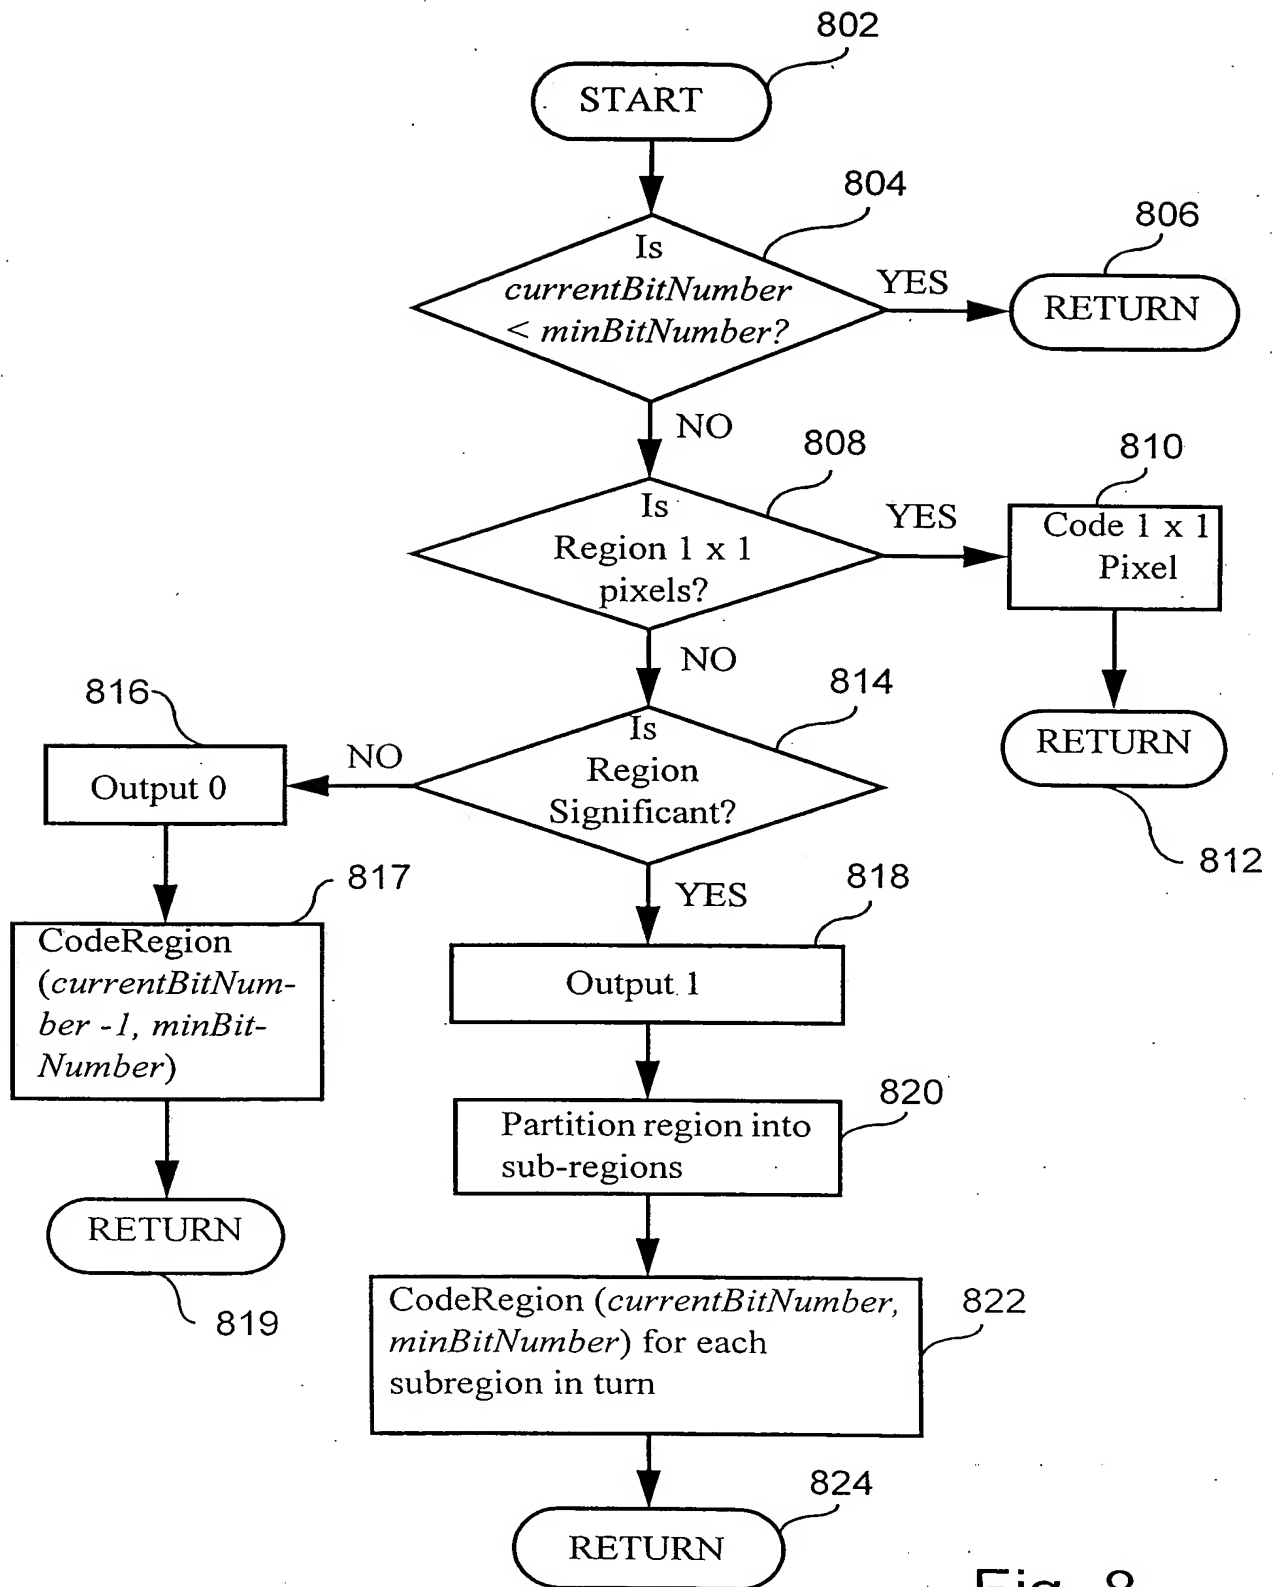 802
START
804
Is
currentBitNumber
< minBitNumber?
YES
806
RETURN
NO
808
Is
Region 1 x 1
pixels?
YES
810
Code 1 x 1
Pixel
NO
RETURN
812
814
Is
Region
Significant?
NO
816
Output 0
817
CodeRegion
(currentBitNum-
ber -1, minBit-
Number)
RETURN
819
YES
818
Output 1
820
Partition region into
sub-regions
CodeRegion (currentBitNumber,
minBitNumber) for each
subregion in turn
822
824
RETURN
Fig. 8